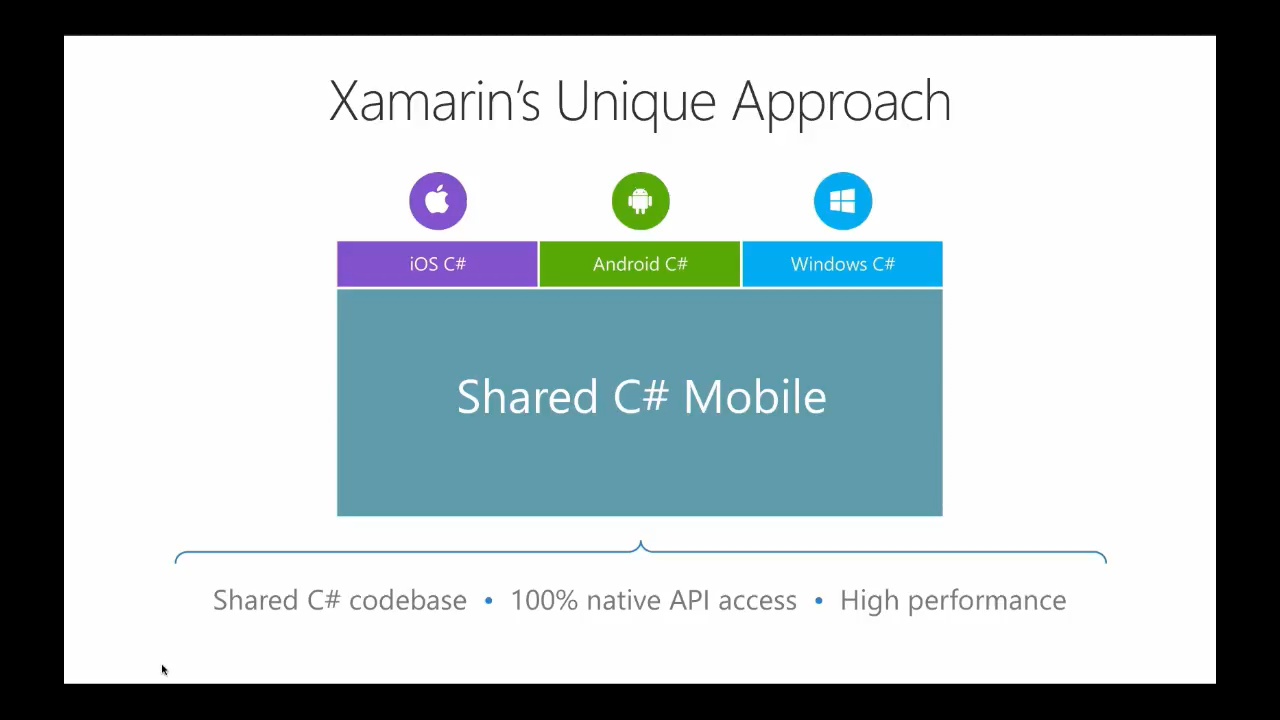 Xamarin's Unique Approach
iOS C#
Android C#
Windows C#
Shared C# Mobile
Shared C# codebase • 100% native API access • High performance